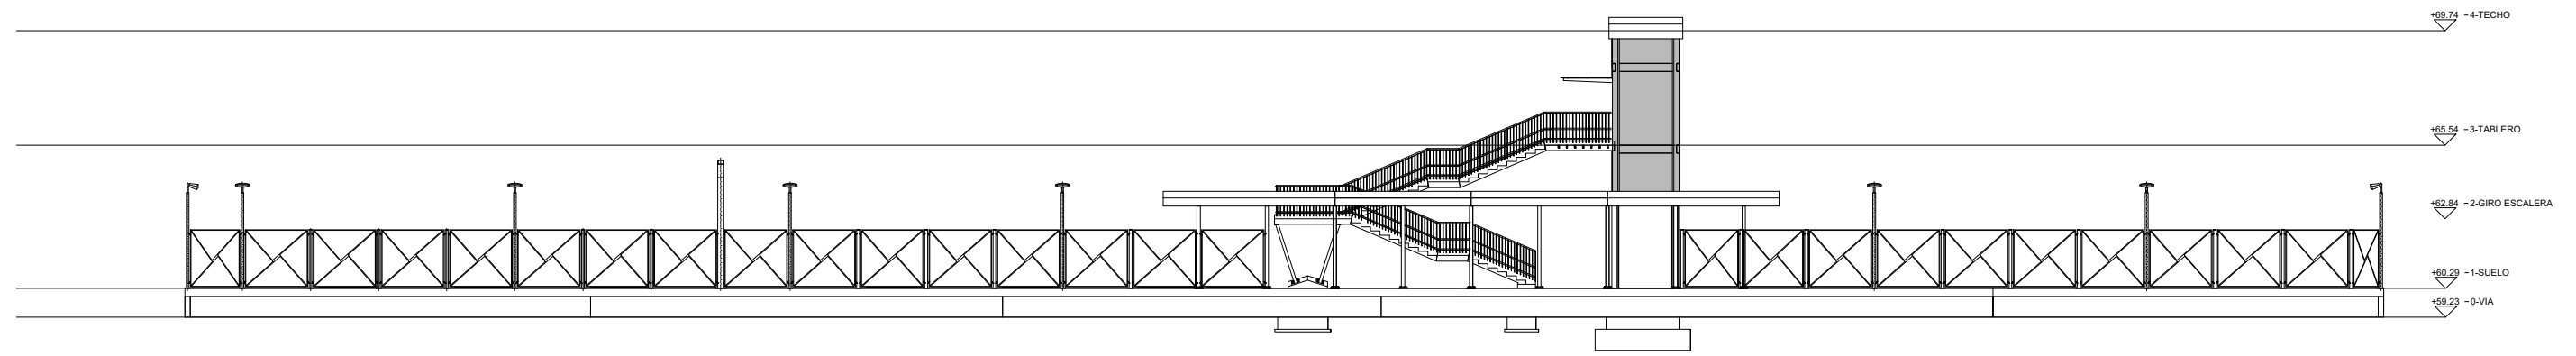 +69.74 - 4-TECHO
+65.54 - 3-TABLERO
+62.84 - 2-GIRO ESCALERA
+60.29 - 1-SUELO
+59.23 - 0-VIA